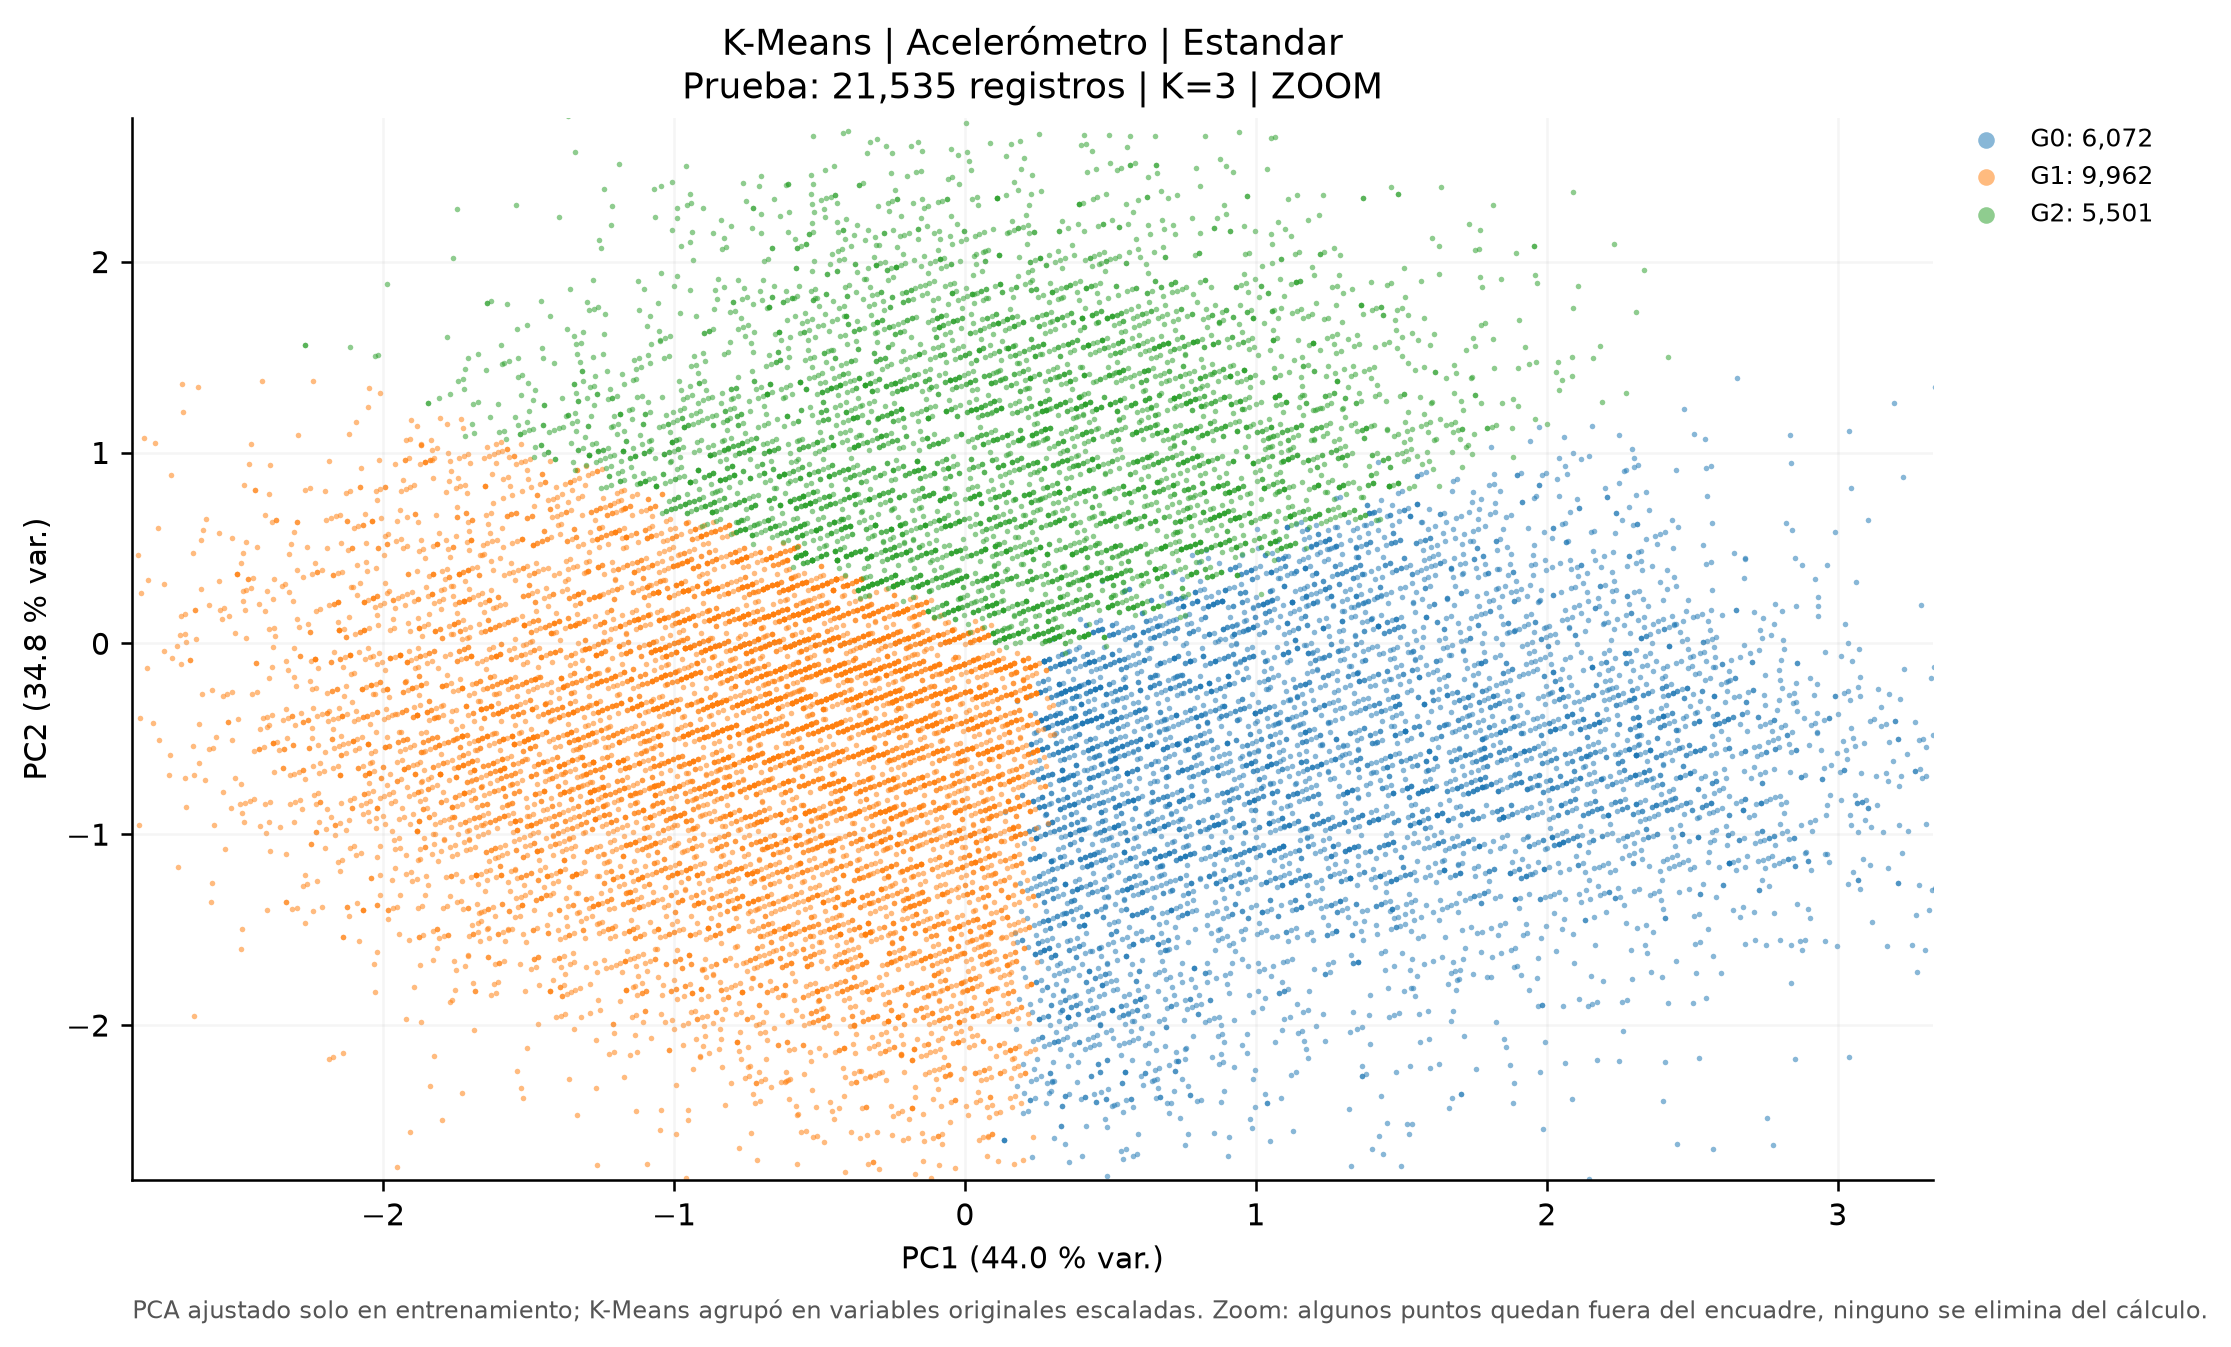 K-Means | Acelerómetro | Estandar
Prueba: 21,535 registros | K=3 | ZOOM
G0: 6,072
G1: 9,962
G2: 5,501
PC2 (34.8 % var.)
2
1
0
−1
−2
−2
−1
0
1
2
3
PC1 (44.0 % var.)
PCA ajustado solo en entrenamiento; K-Means agrupó en variables originales escaladas. Zoom: algunos puntos quedan fuera del encuadre, ninguno se elimina del cálculo.